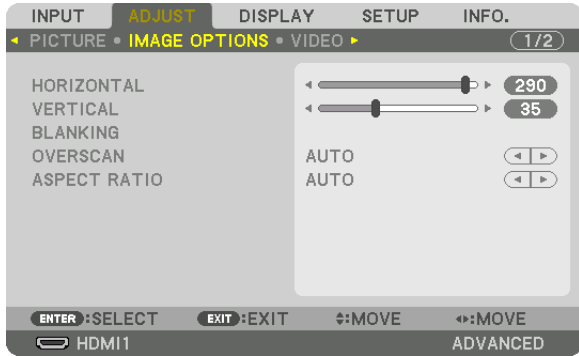 INPUT ADJUST DISPLAY SETUP INFO.
PICTURE • IMAGE OPTIONS • VIDEO 1/2
HORIZONTAL 290
VERTICAL 35
BLANKING
OVERSCAN AUTO
ASPECT RATIO AUTO
ENTER:SELECT EXIT:EXIT :MOVE :MOVE
HDMI1 ADVANCED